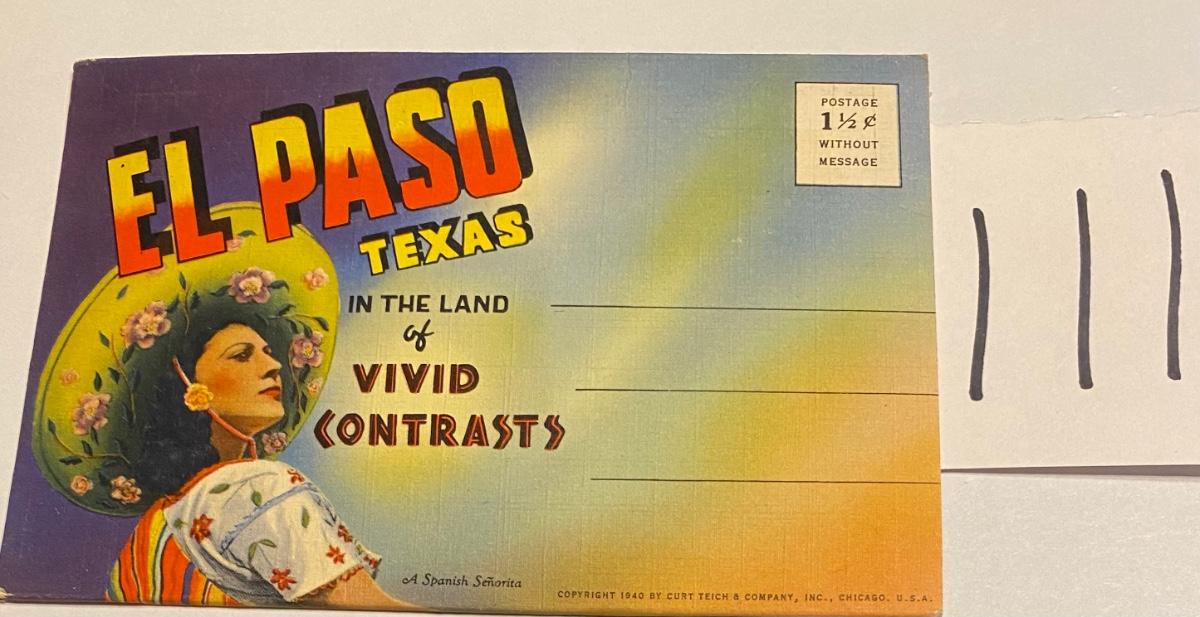 EL PASO
TEXAS
IN THE LAND
of
VIVID
CONTRASTS
POSTAGE
1½ ¢
WITHOUT
MESSAGE
A Spanish Señorita
COPYRIGHT 1940 BY CURT TEICH & COMPANY, INC., CHICAGO. U.S.A.
111